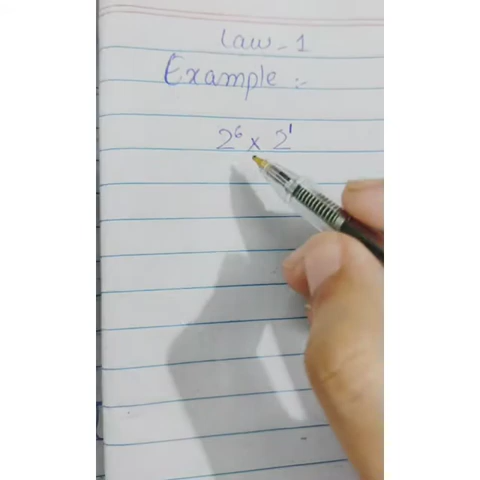 Law - 1
Example :-
2⁶ x 2¹